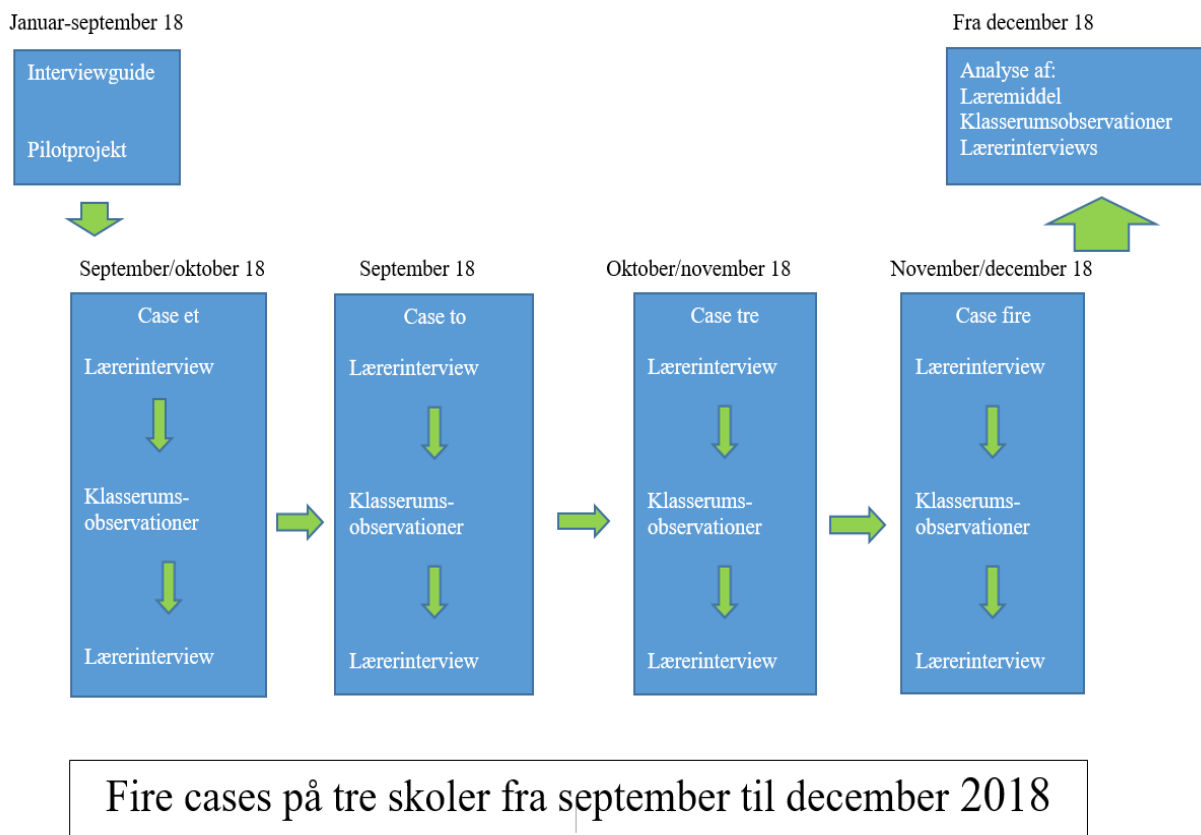 Januar-september 18
Interviewguide
Pilotprojekt
Fra december 18
Analyse af:
Læremiddel
Klasserumsobservationer
Lærerinterviews
September/oktober 18
Case et
Lærerinterview
Klasserums-
observationer
Lærerinterview
September 18
Case to
Lærerinterview
Klasserums-
observationer
Lærerinterview
Oktober/november 18
Case tre
Lærerinterview
Klasserums-
observationer
Lærerinterview
November/december 18
Case fire
Lærerinterview
Klasserums-
observationer
Lærerinterview
Fire cases på tre skoler fra september til december 2018